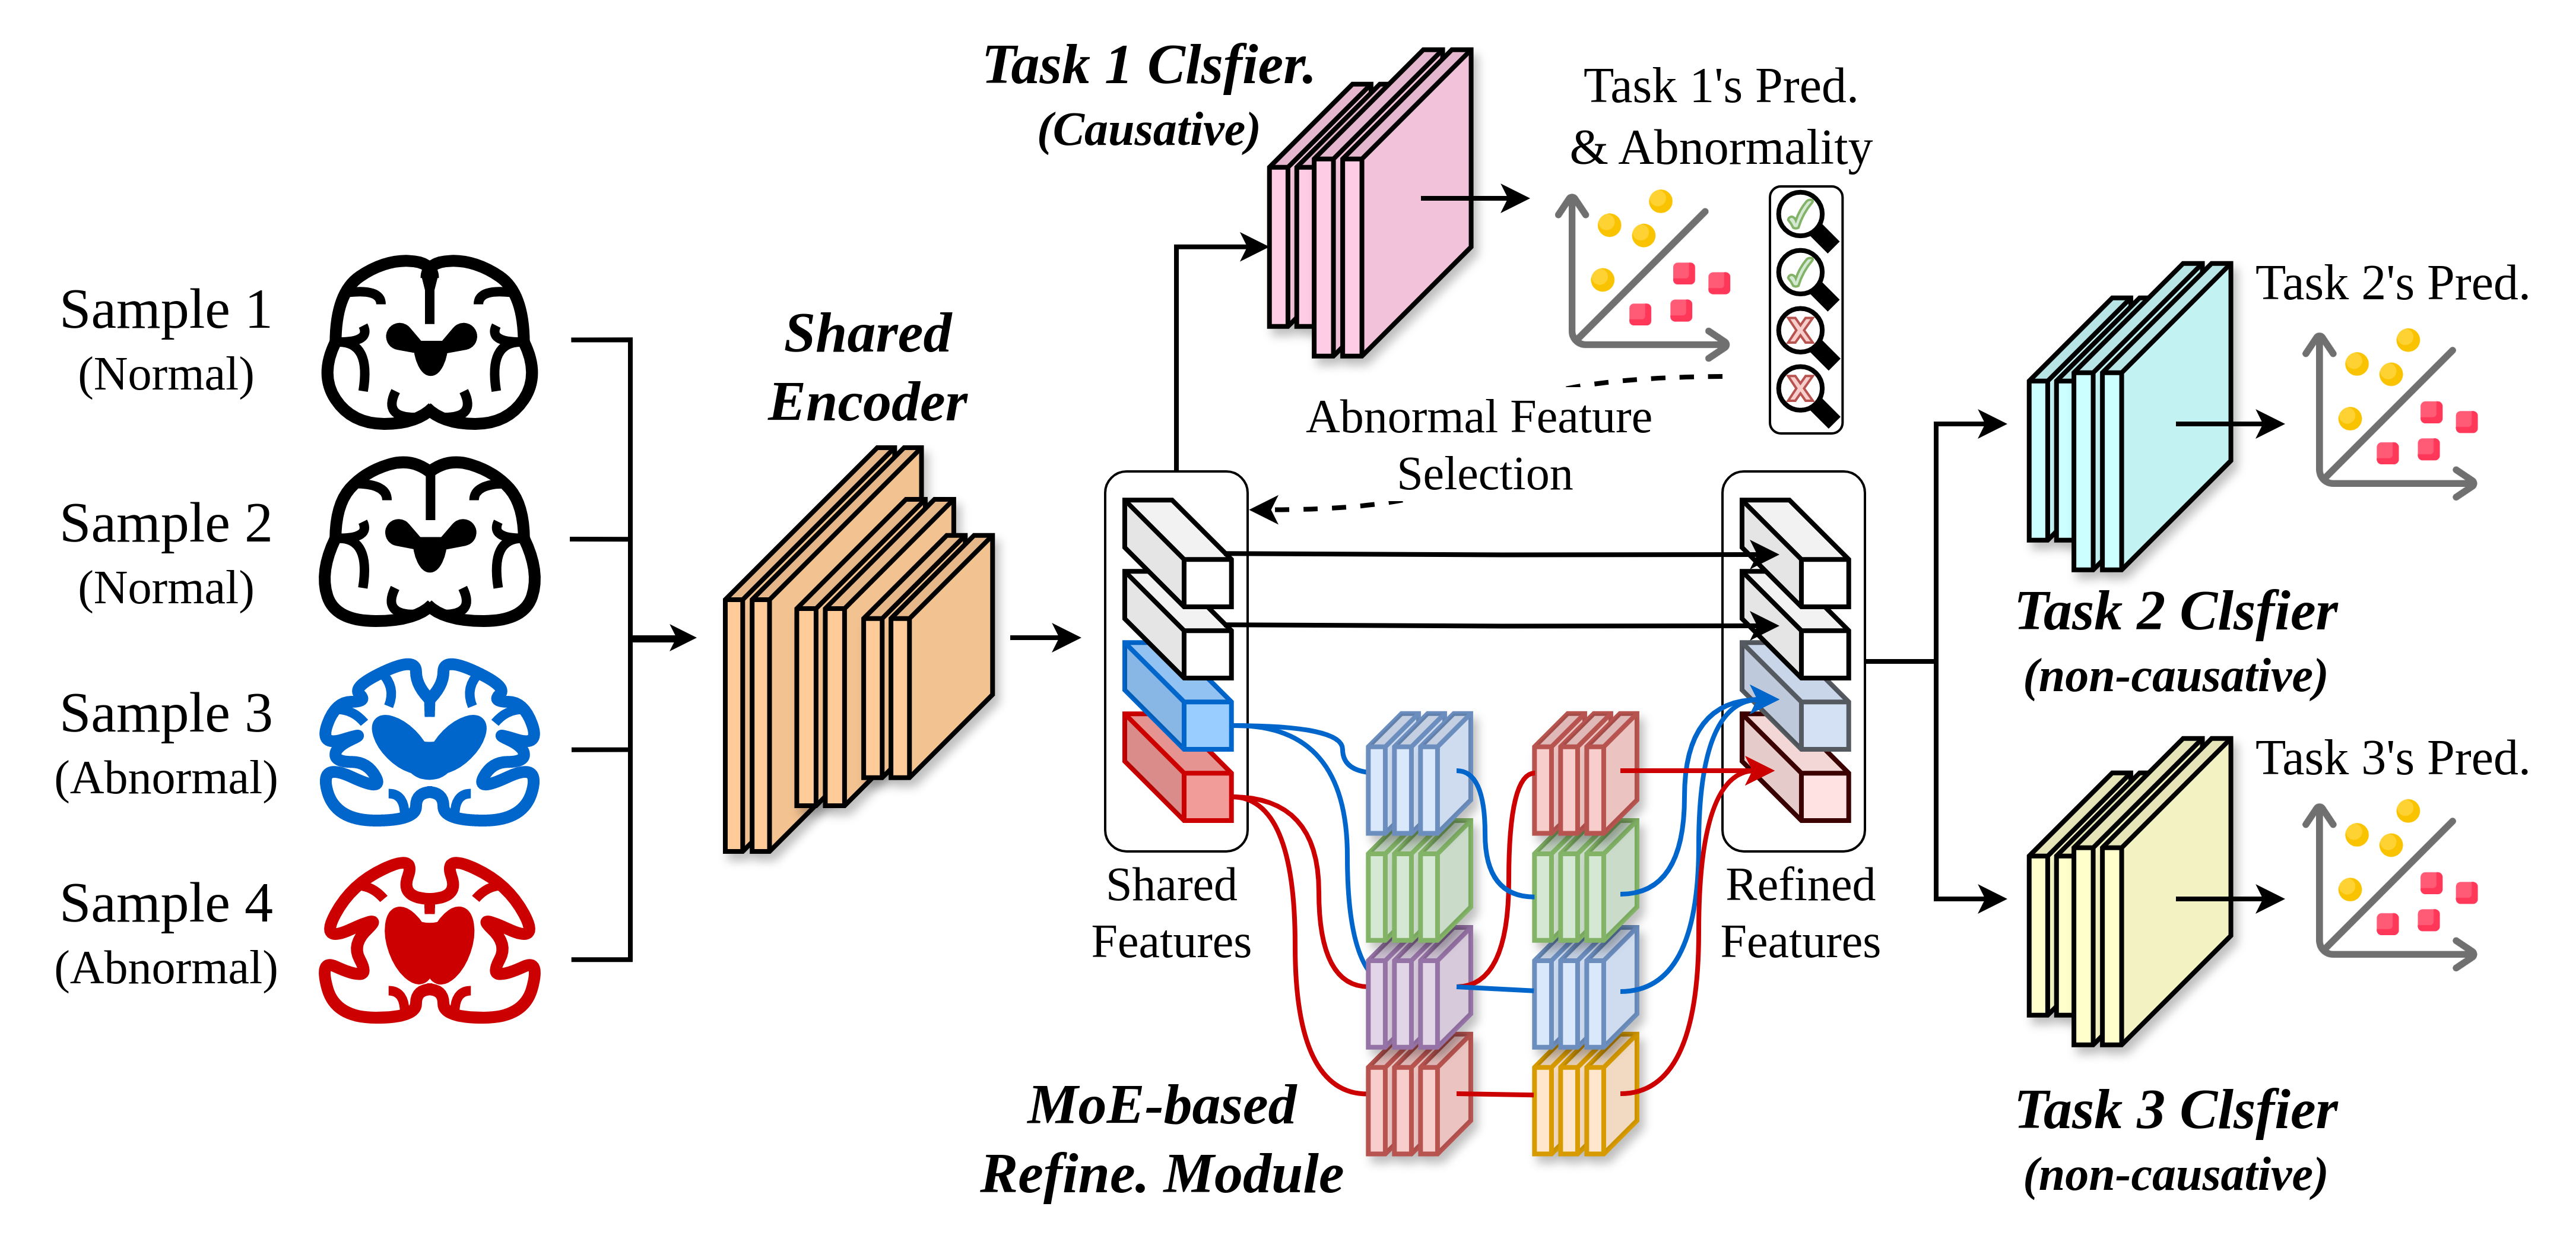 Sample 1
(Normal)
Sample 2
(Normal)
Sample 3
(Abnormal)
Sample 4
(Abnormal)
Shared
Encoder
Task 1 Clsfier.
(Causative)
Task 1's Pred.
& Abnormality
Abnormal Feature
Selection
Shared
Features
MoE-based
Refine. Module
Refined
Features
Task 2's Pred.
Task 2 Clsfier
(non-causative)
Task 3's Pred.
Task 3 Clsfier
(non-causative)